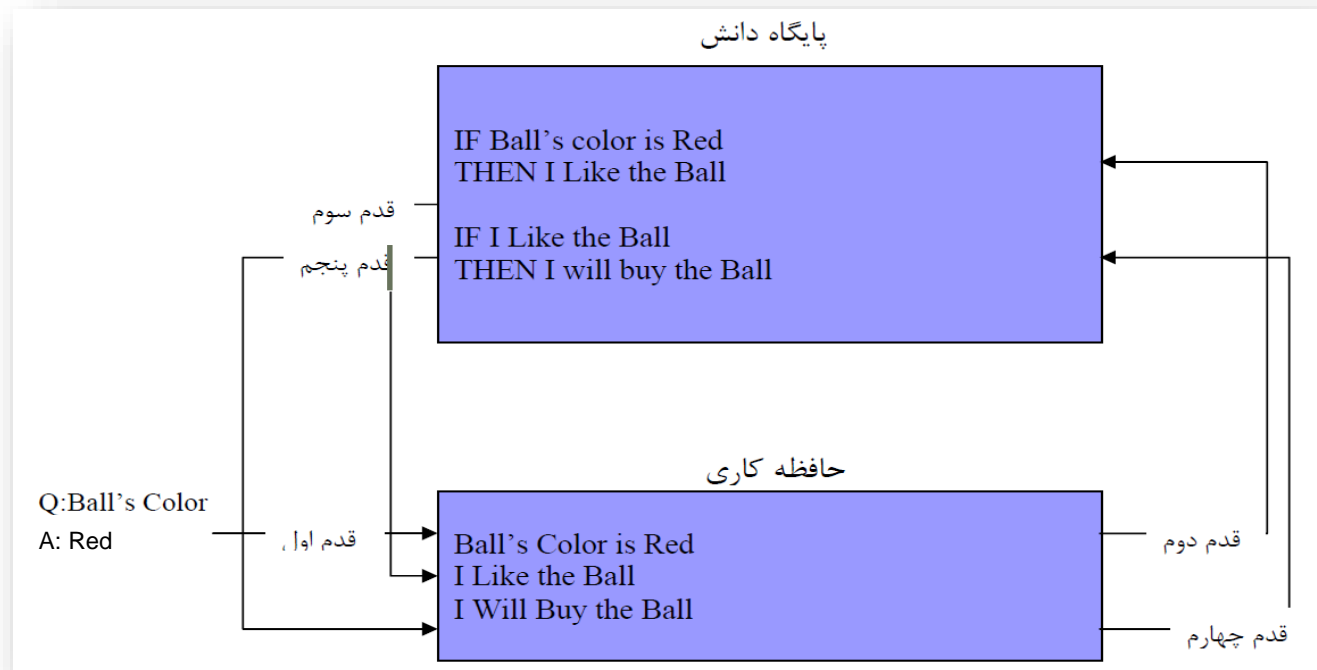 پایگاه دانش
IF Ball’s color is Red
THEN I Like the Ball
IF I Like the Ball
THEN I will buy the Ball
قدم سوم
قدم پنجم
حافظه کاری
Q:Ball’s Color
A: Red
قدم اول
Ball’s Color is Red
I Like the Ball
I Will Buy the Ball
قدم دوم
قدم چهارم